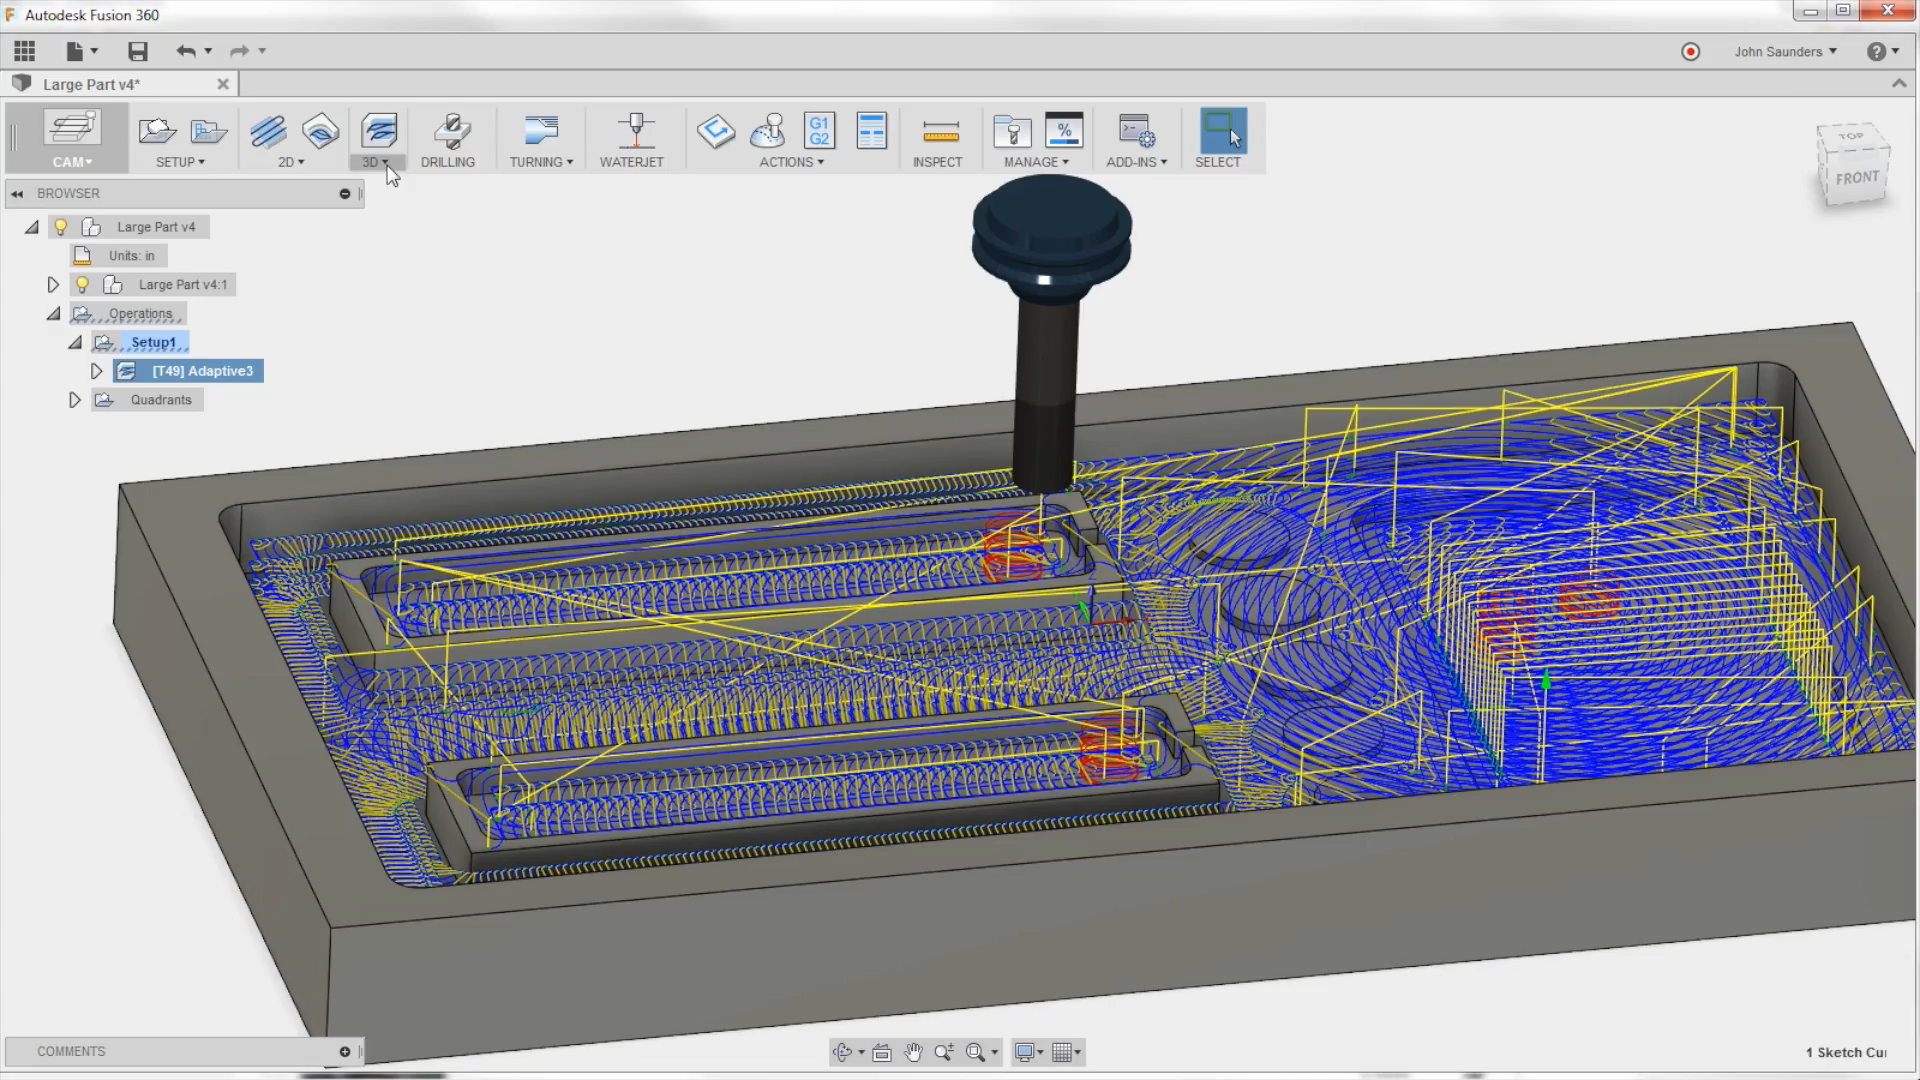 Autodesk Fusion 360
John Saunders
Large Part v4*
G1
G2
%
CAM
SETUP
2D
3D
DRILLING
TURNING
WATERJET
ACTIONS
INSPECT
MANAGE
ADD-INS
SELECT
TOP
FRONT
BROWSER
Large Part v4
Units: in
Large Part v4:1
Operations
Setup1
[T49] Adaptive3
Quadrants
COMMENTS
1 Sketch Cu